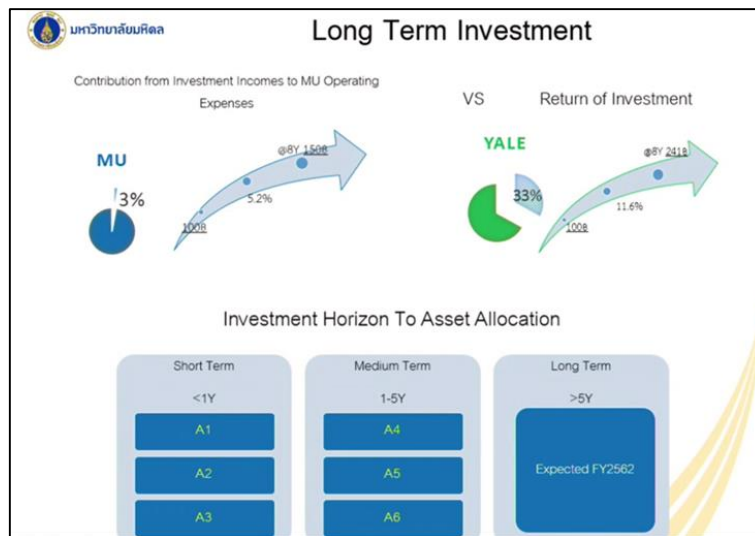 มหาวิทยาลัยมหิดล
Long Term Investment
Contribution from Investment Incomes to MU Operating
Expenses
VS
Return of Investment
MU
3%
100฿
5.2%
@8Y 150฿
YALE
33%
100฿
11.6%
@8Y 241฿
Investment Horizon To Asset Allocation
Short Term
<1Y
A1
A2
A3
Medium Term
1-5Y
A4
A5
A6
Long Term
>5Y
Expected FY2562